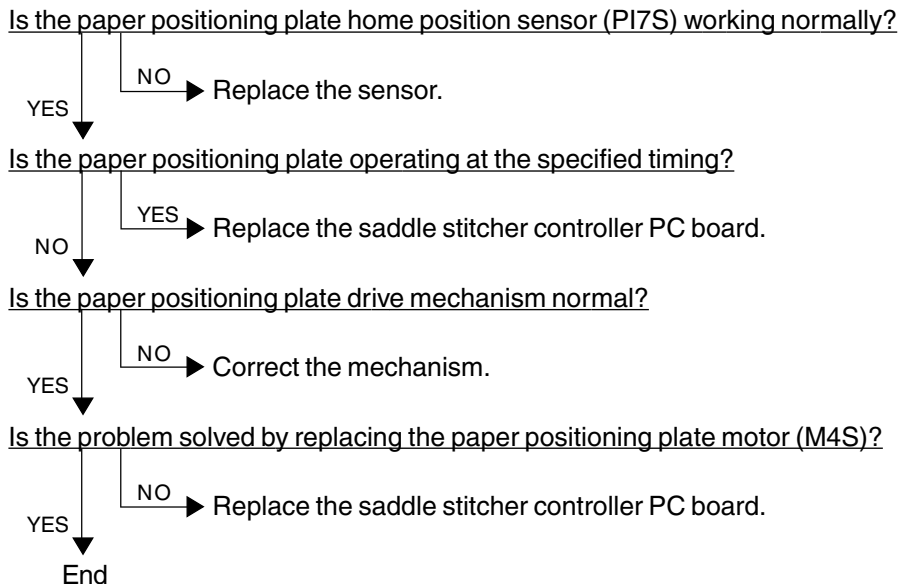 Is the paper positioning plate home position sensor (PI7S) working normally?
NO
Replace the sensor.
YES
Is the paper positioning plate operating at the specified timing?
YES
Replace the saddle stitcher controller PC board.
NO
Is the paper positioning plate drive mechanism normal?
NO
Correct the mechanism.
YES
Is the problem solved by replacing the paper positioning plate motor (M4S)?
NO
Replace the saddle stitcher controller PC board.
YES
End